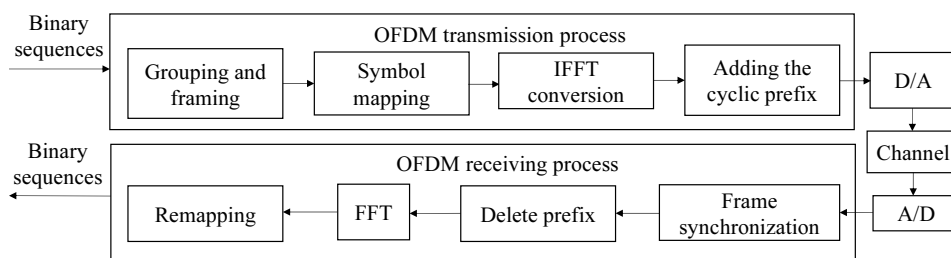 Binary
sequences
OFDM transmission process
Grouping and
framing
Symbol
mapping
IFFT
conversion
Adding the
cyclic prefix
D/A
Channel
A/D
Binary
sequences
OFDM receiving process
Remapping
FFT
Delete prefix
Frame
synchronization